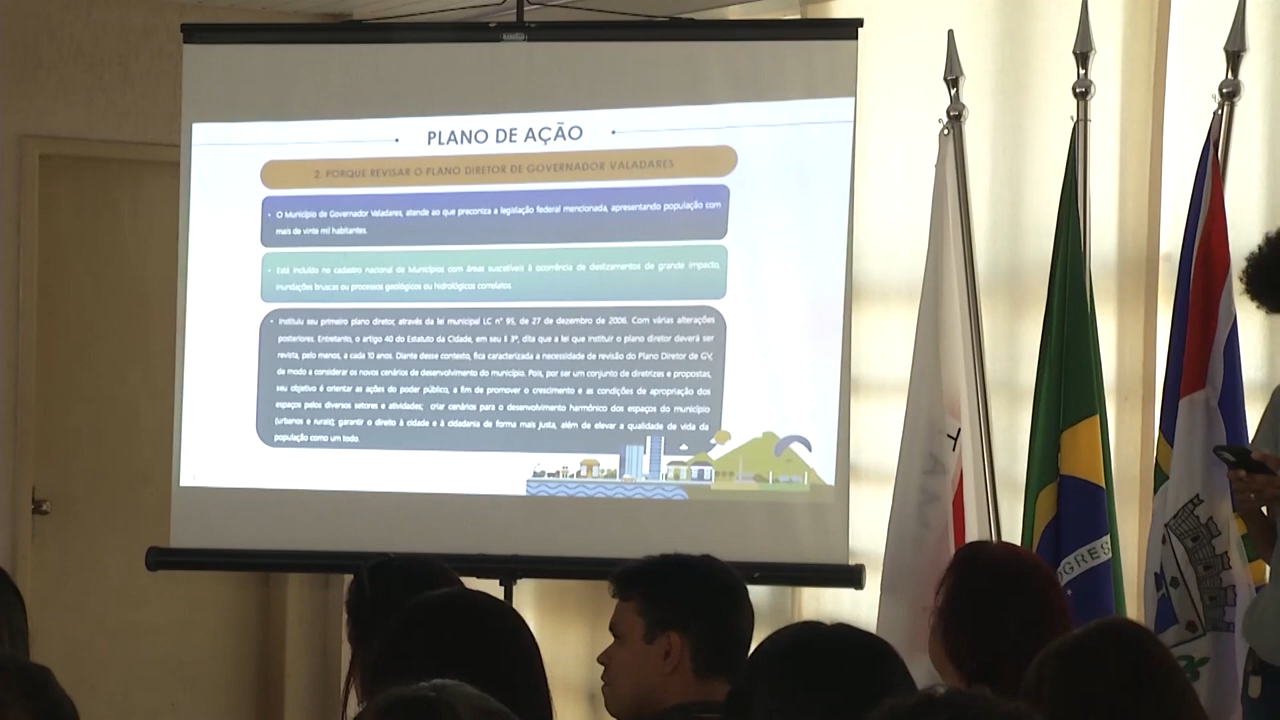 PLANO DE AÇÃO
2. PORQUE REVISAR O PLANO DIRETOR DE GOVERNADOR VALADARES
• O Município de Governador Valadares, atende ao que preconiza a legislação federal mencionada, apresentando população com
mais de vinte mil habitantes.
• Está incluído no cadastro nacional de Municípios com áreas suscetíveis à ocorrência de deslizamentos de grande impacto,
inundações bruscas ou processos geológicos ou hidrológicos correlatos
• Instituiu seu primeiro plano diretor, através da lei municipal LC n° 95, de 27 de dezembro de 2006. Com várias alterações
posteriores. Entretanto, o artigo 40 do Estatuto da Cidade, em seu § 3º, dita que a lei que instituir o plano diretor deverá ser
revista, pelo menos, a cada 10 anos. Diante desse contexto, fica caracterizada a necessidade de revisão do Plano Diretor de GV,
de modo a considerar os novos cenários de desenvolvimento do município. Pois, por ser um conjunto de diretrizes e propostas,
seu objetivo é orientar as ações do poder público, a fim de promover o crescimento e as condições de apropriação dos
espaços pelos diversos setores e atividades; criar cenários para o desenvolvimento harmônico dos espaços do município
(urbanos e rurais); garantir o direito à cidade e à cidadania de forma mais justa, além de elevar a qualidade de vida da
população como um todo.
OGRES